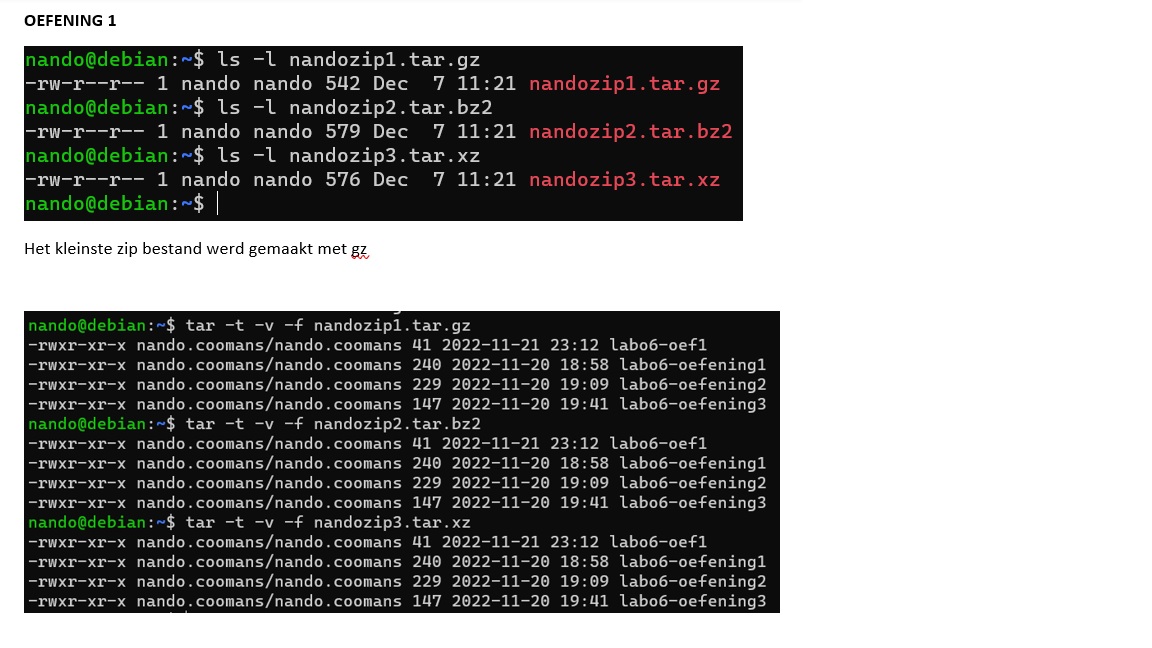 OEFENING 1
nando@debian:~$ ls -l nandozip1.tar.gz
-rw-r--r-- 1 nando nando 542 Dec  7 11:21 nandozip1.tar.gz
nando@debian:~$ ls -l nandozip2.tar.bz2
-rw-r--r-- 1 nando nando 579 Dec  7 11:21 nandozip2.tar.bz2
nando@debian:~$ ls -l nandozip3.tar.xz
-rw-r--r-- 1 nando nando 576 Dec  7 11:21 nandozip3.tar.xz
nando@debian:~$
Het kleinste zip bestand werd gemaakt met gz
nando@debian:~$ tar -t -v -f nandozip1.tar.gz
-rwxr-xr-x nando.coomans/nando.coomans 41 2022-11-21 23:12 labo6-oef1
-rwxr-xr-x nando.coomans/nando.coomans 240 2022-11-20 18:58 labo6-oefening1
-rwxr-xr-x nando.coomans/nando.coomans 229 2022-11-20 19:09 labo6-oefening2
-rwxr-xr-x nando.coomans/nando.coomans 147 2022-11-20 19:41 labo6-oefening3
nando@debian:~$ tar -t -v -f nandozip2.tar.bz2
-rwxr-xr-x nando.coomans/nando.coomans 41 2022-11-21 23:12 labo6-oef1
-rwxr-xr-x nando.coomans/nando.coomans 240 2022-11-20 18:58 labo6-oefening1
-rwxr-xr-x nando.coomans/nando.coomans 229 2022-11-20 19:09 labo6-oefening2
-rwxr-xr-x nando.coomans/nando.coomans 147 2022-11-20 19:41 labo6-oefening3
nando@debian:~$ tar -t -v -f nandozip3.tar.xz
-rwxr-xr-x nando.coomans/nando.coomans 41 2022-11-21 23:12 labo6-oef1
-rwxr-xr-x nando.coomans/nando.coomans 240 2022-11-20 18:58 labo6-oefening1
-rwxr-xr-x nando.coomans/nando.coomans 229 2022-11-20 19:09 labo6-oefening2
-rwxr-xr-x nando.coomans/nando.coomans 147 2022-11-20 19:41 labo6-oefening3